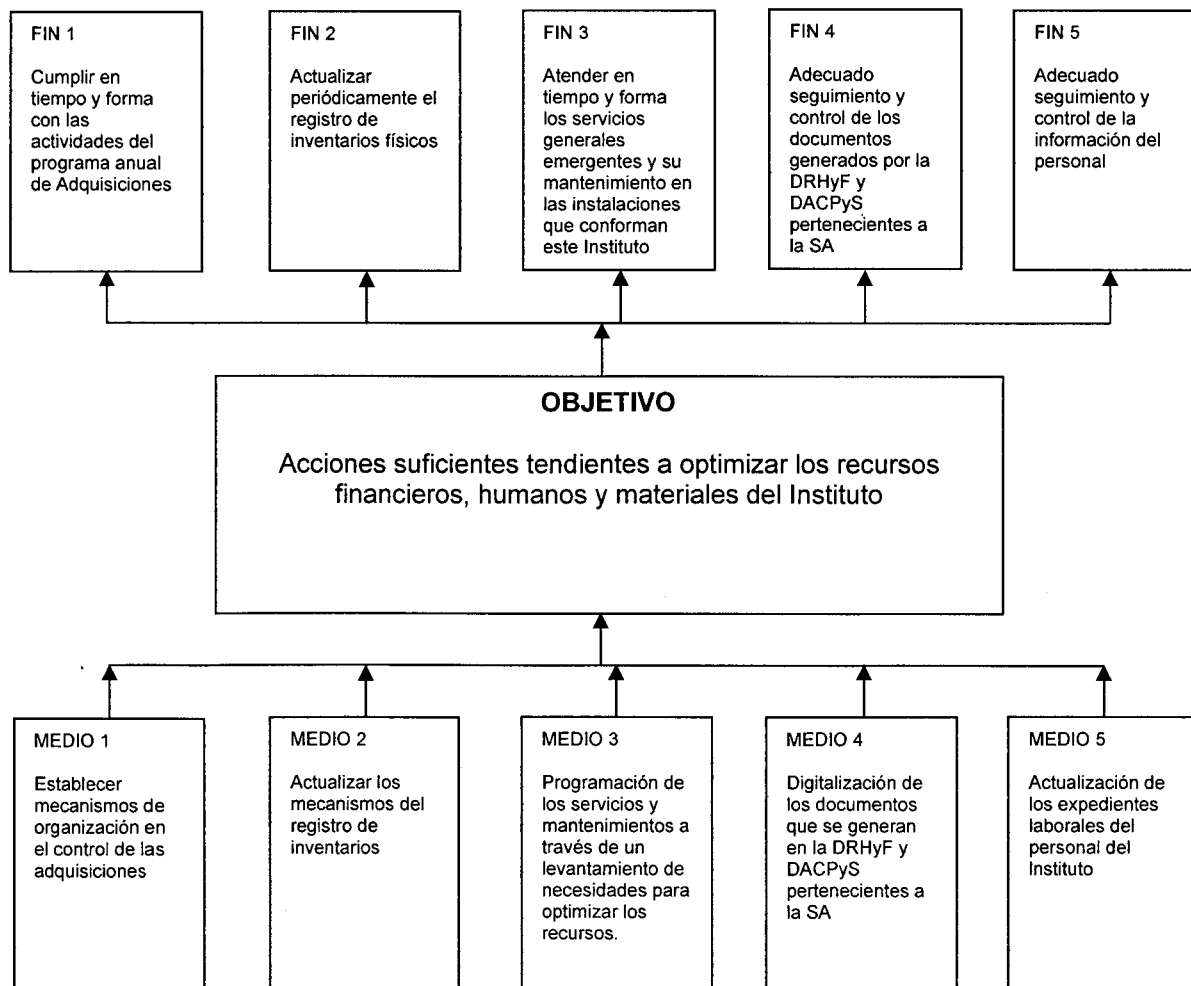 FIN 1
Cumplir en
tiempo y forma
con las
actividades del
programa anual
de Adquisiciones
FIN 2
Actualizar
periódicamente el
registro de
inventarios físicos
FIN 3
Atender en
tiempo y forma
los servicios
generales
emergentes y su
mantenimiento en
las instalaciones
que conforman
este Instituto
FIN 4
Adecuado
seguimiento y
control de los
documentos
generados por la
DRHyF y
DACPyS
pertenecientes a
la SA
FIN 5
Adecuado
seguimiento y
control de la
información del
personal
OBJETIVO
Acciones suficientes tendientes a optimizar los recursos
financieros, humanos y materiales del Instituto
MEDIO 1
Establecer
mecanismos de
organización en
el control de las
adquisiciones
MEDIO 2
Actualizar los
mecanismos del
registro de
inventarios
MEDIO 3
Programación de
los servicios y
mantenimientos a
través de un
levantamiento de
necesidades para
optimizar los
recursos.
MEDIO 4
Digitalización de
los documentos
que se generan
en la DRHyF y
DACPyS
pertenecientes a
la SA
MEDIO 5
Actualización de
los expedientes
laborales del
personal del
Instituto